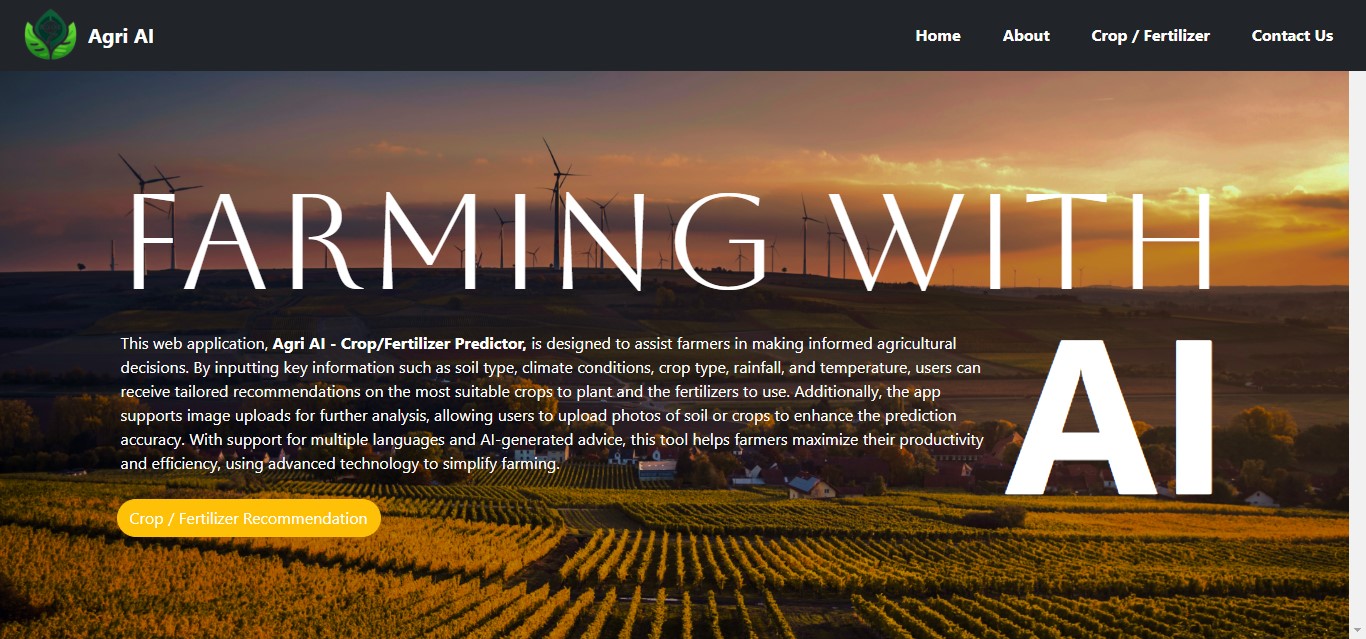 Agri AI
Home
About
Crop / Fertilizer
Contact Us
FARMING WITH
AI
This web application, Agri AI - Crop/Fertilizer Predictor, is designed to assist farmers in making informed agricultural
decisions. By inputting key information such as soil type, climate conditions, crop type, rainfall, and temperature, users can
receive tailored recommendations on the most suitable crops to plant and the fertilizers to use. Additionally, the app
supports image uploads for further analysis, allowing users to upload photos of soil or crops to enhance the prediction
accuracy. With support for multiple languages and AI-generated advice, this tool helps farmers maximize their productivity
and efficiency, using advanced technology to simplify farming.
Crop / Fertilizer Recommendation